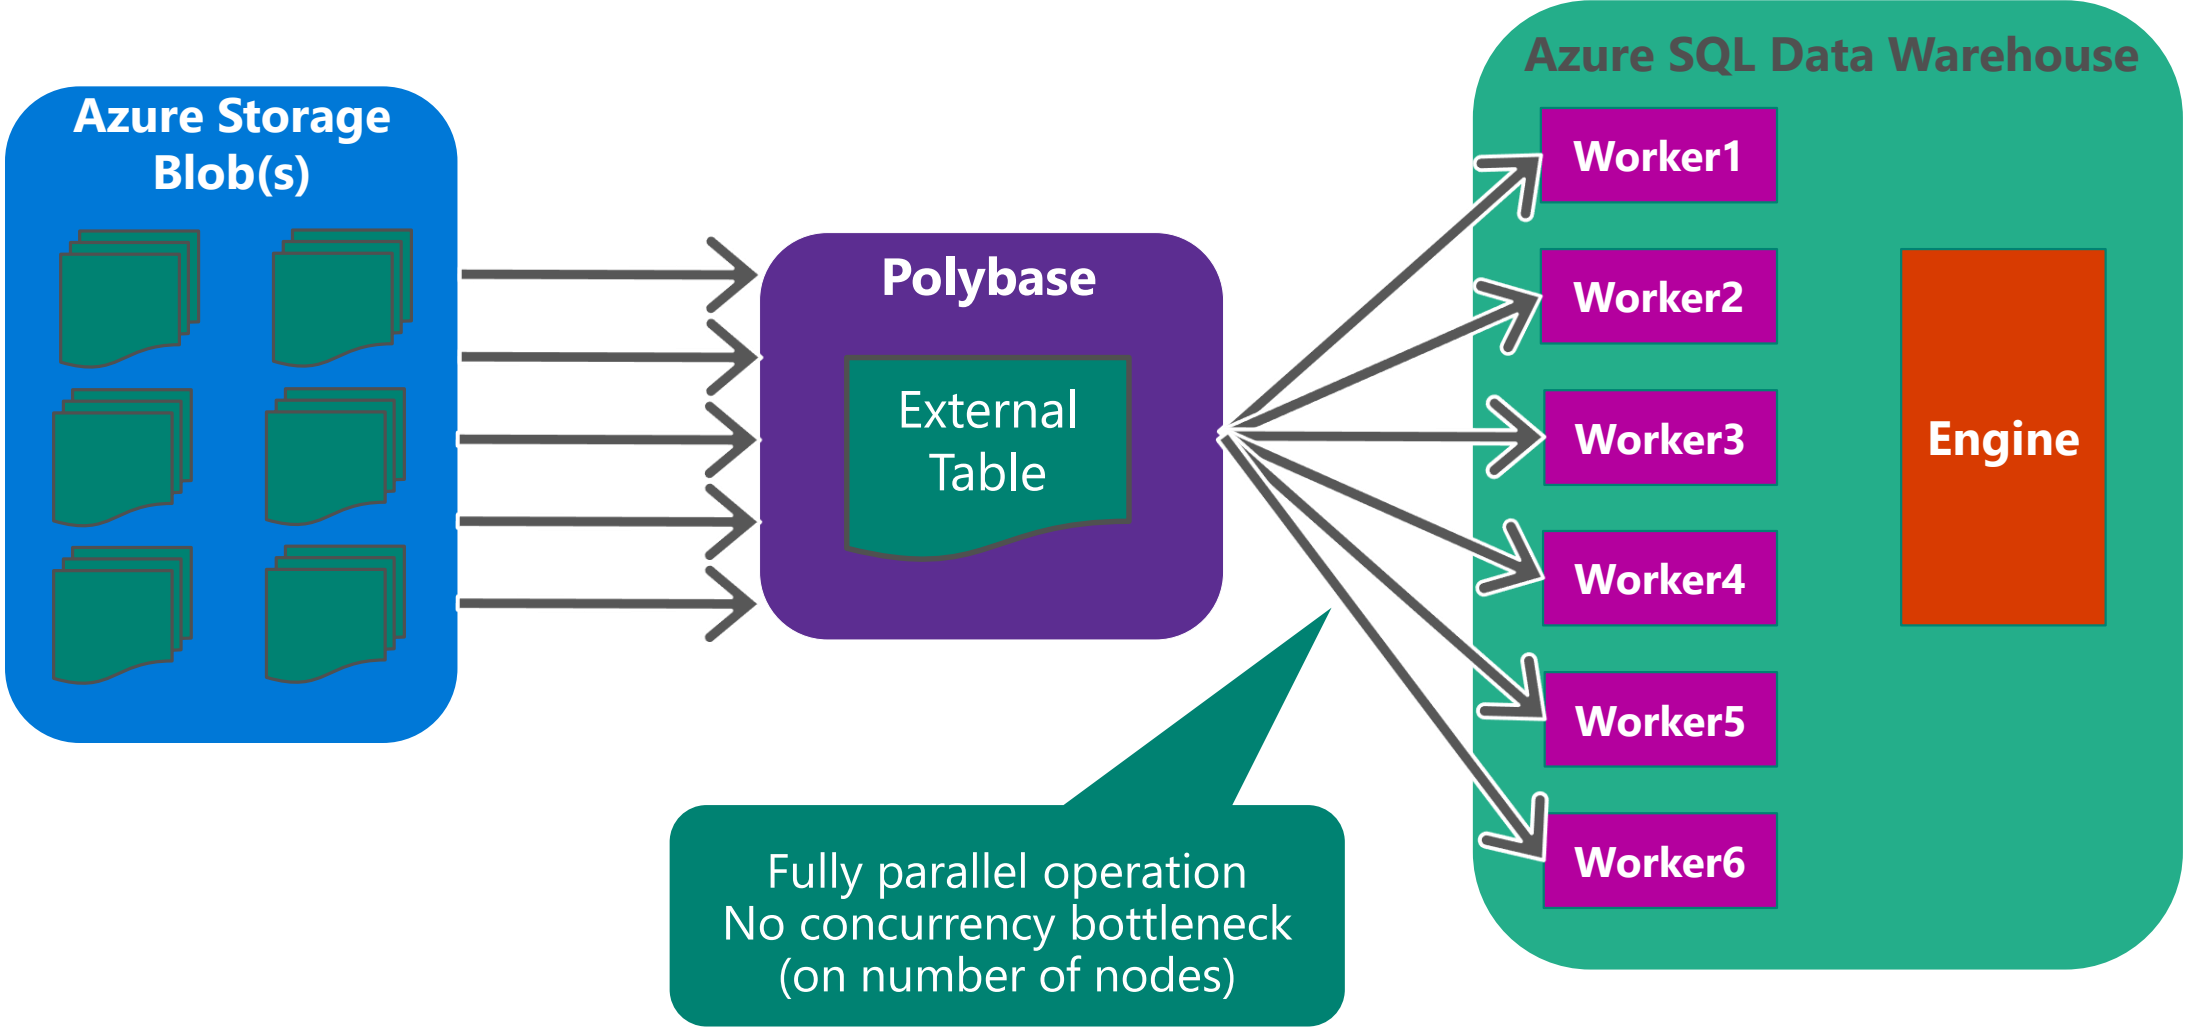 Azure Storage
Blob(s)
Polybase
External
Table
Fully parallel operation
No concurrency bottleneck
(on number of nodes)
Azure SQL Data Warehouse
Worker1
Worker2
Worker3
Worker4
Worker5
Worker6
Engine